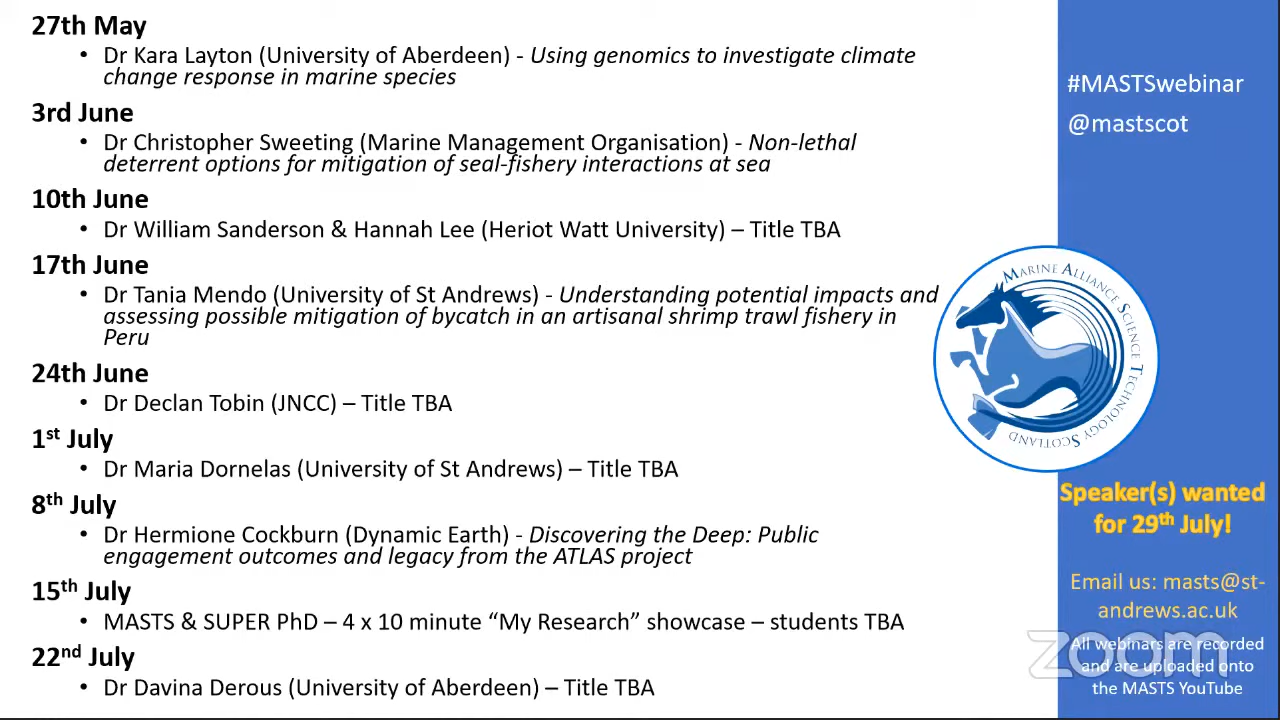 27th May
• Dr Kara Layton (University of Aberdeen) - Using genomics to investigate climate
change response in marine species
3rd June
• Dr Christopher Sweeting (Marine Management Organisation) - Non-lethal
deterrent options for mitigation of seal-fishery interactions at sea
10th June
• Dr William Sanderson & Hannah Lee (Heriot Watt University) – Title TBA
17th June
• Dr Tania Mendo (University of St Andrews) - Understanding potential impacts and
assessing possible mitigation of bycatch in an artisanal shrimp trawl fishery in
Peru
24th June
• Dr Declan Tobin (JNCC) – Title TBA
1st July
• Dr Maria Dornelas (University of St Andrews) – Title TBA
8th July
• Dr Hermione Cockburn (Dynamic Earth) - Discovering the Deep: Public
engagement outcomes and legacy from the ATLAS project
15th July
• MASTS & SUPER PhD – 4 x 10 minute “My Research” showcase – students TBA
22nd July
• Dr Davina Derous (University of Aberdeen) – Title TBA
#MASTSwebinar
@mastscot
MARINE ALLIANCE SCIENCE TECHNOLOGY SCOTLAND
Speaker(s) wanted
for 29th July!
Email us: masts@st-
andrews.ac.uk
All webinars are recorded
and are uploaded onto
the MASTS YouTube
zoom